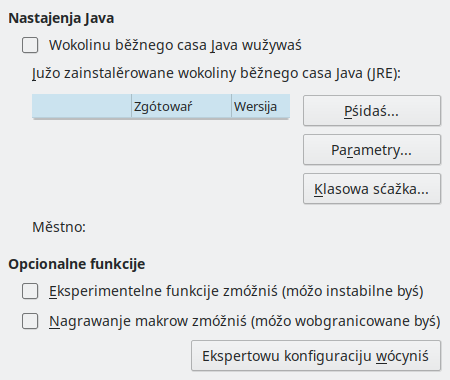 Nastajenja Java
Wokolinu běžnego casa Java wužywaś
Južo zainstalěrowane wokoliny běžnego casa Java (JRE):
Zgótowaŕ Wersija
Pśidaś...
Parametry...
Klasowa sćažka...
Městno:
Opcionalne funkcije
Eksperimentelne funkcije zmóžniś (móžo instabilne byś)
Nagrawanje makrow zmóžniś (móžo wobgranicowane byś)
Ekspertowu konfiguraciju wócyniś